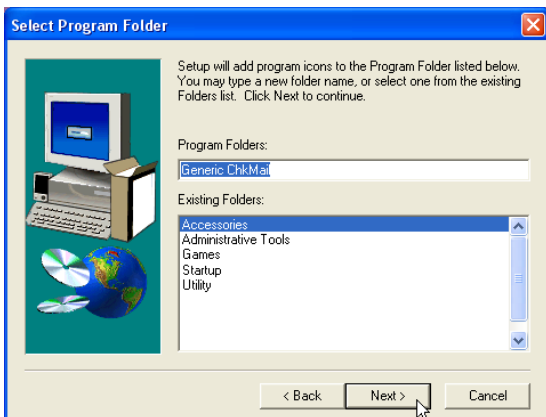 Select Program Folder
Setup will add program icons to the Program Folder listed below.
You may type a new folder name, or select one from the existing
Folders list. Click Next to continue.
Program Folders:
Generic ChkMail
Existing Folders:
Accessories
Administrative Tools
Games
Startup
Utility
< Back
Next >
Cancel